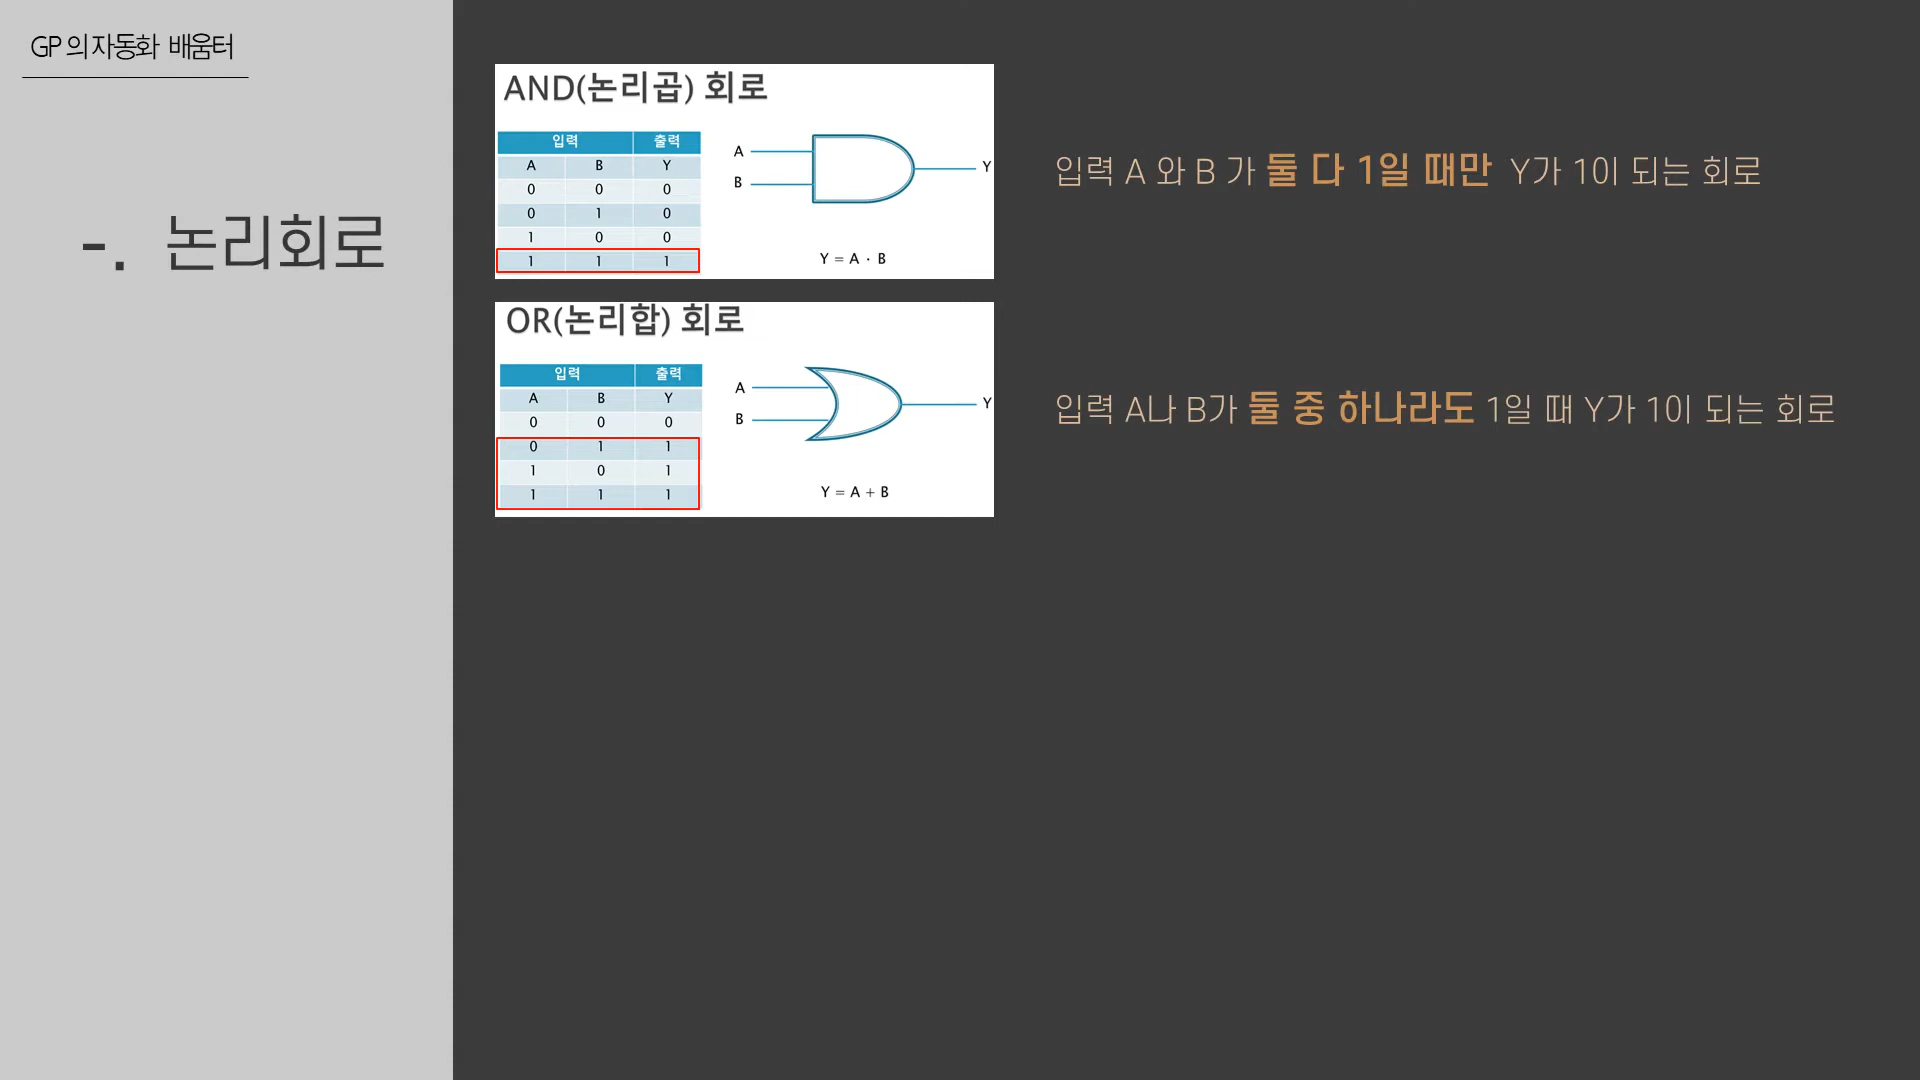 GP의자동화 배움터
-. 논리회로
AND(논리곱) 회로
입력 출력
A B Y
0 0 0
0 1 0
1 0 0
1 1 1
A
B
Y
Y = A · B
입력 A 와 B 가 둘 다 1일 때만 Y가 1이 되는 회로
OR(논리합) 회로
입력 출력
A B Y
0 0 0
0 1 1
1 0 1
1 1 1
A
B
Y
Y = A + B
입력 A나 B가 둘 중 하나라도 1일 때 Y가 1이 되는 회로